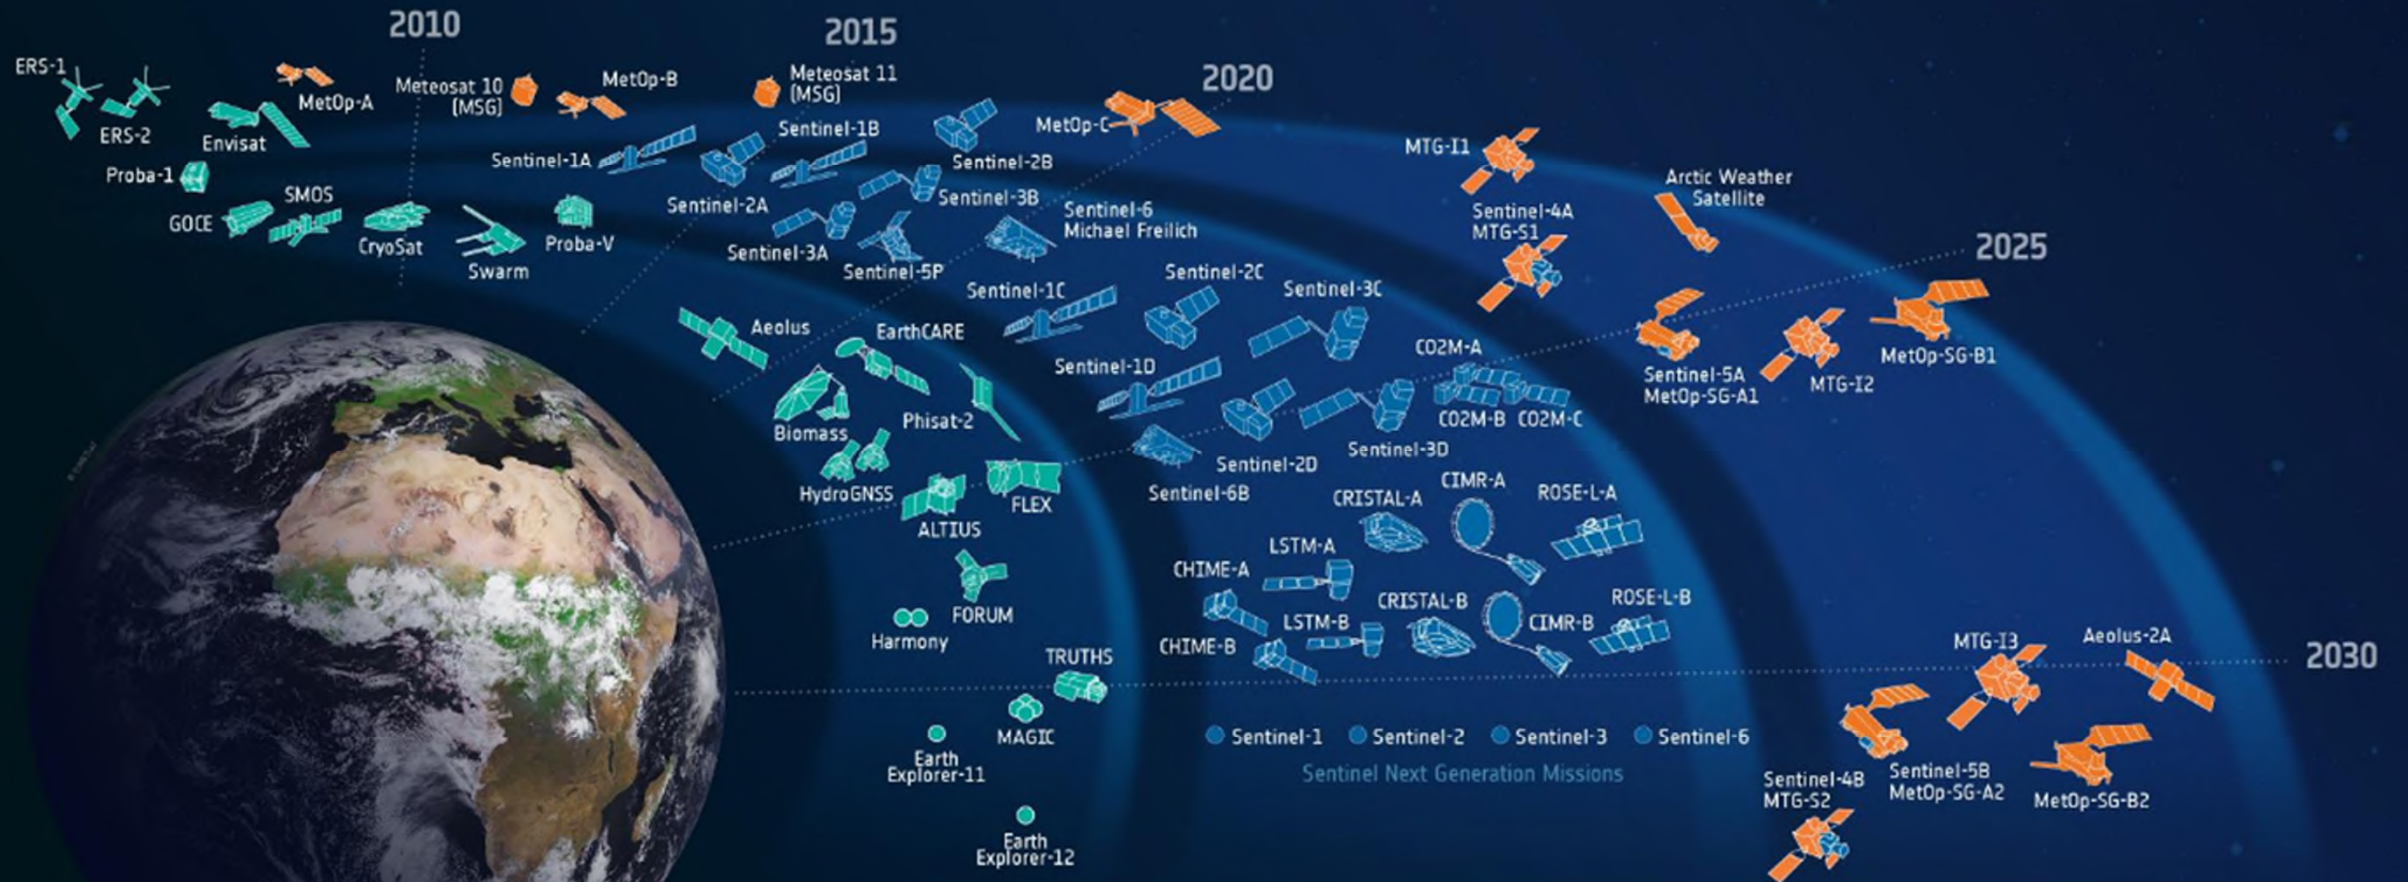 2010
2015
2020
2025
2030
ERS-1
ERS-2
MetOp-A
Envisat
Proba-1
GOCE
SMOS
CryoSat
Swarm
Proba-V
Meteosat 10
(MSG)
MetOp-B
Meteosat 11
(MSG)
Sentinel-1A
Sentinel-1B
Sentinel-2A
Sentinel-2B
Sentinel-3A
Sentinel-3B
Sentinel-5P
MetOp-C
Sentinel-6
Michael Freilich
MTG-I1
Sentinel-4A
MTG-S1
Arctic Weather
Satellite
Aeolus
EarthCARE
Biomass
Phisat-2
HydroGNSS
ALTIUS
FLEX
FORUM
Harmony
TRUTHS
MAGIC
Earth
Explorer-11
Earth
Explorer-12
Sentinel-1C
Sentinel-2C
Sentinel-3C
Sentinel-1D
Sentinel-2D
Sentinel-3D
Sentinel-6B
CO2M-A
CO2M-B
CO2M-C
CRISTAL-A
CIMR-A
ROSE-L-A
LSTM-A
CHIME-A
CRISTAL-B
ROSE-L-B
LSTM-B
CIMR-B
CHIME-B
Sentinel-1
Sentinel-2
Sentinel-3
Sentinel-6
Sentinel Next Generation Missions
Sentinel-5A
MetOp-SG-A1
MTG-I2
MetOp-SG-B1
MTG-I3
Aeolus-2A
Sentinel-4B
MTG-S2
Sentinel-5B
MetOp-SG-A2
MetOp-SG-B2